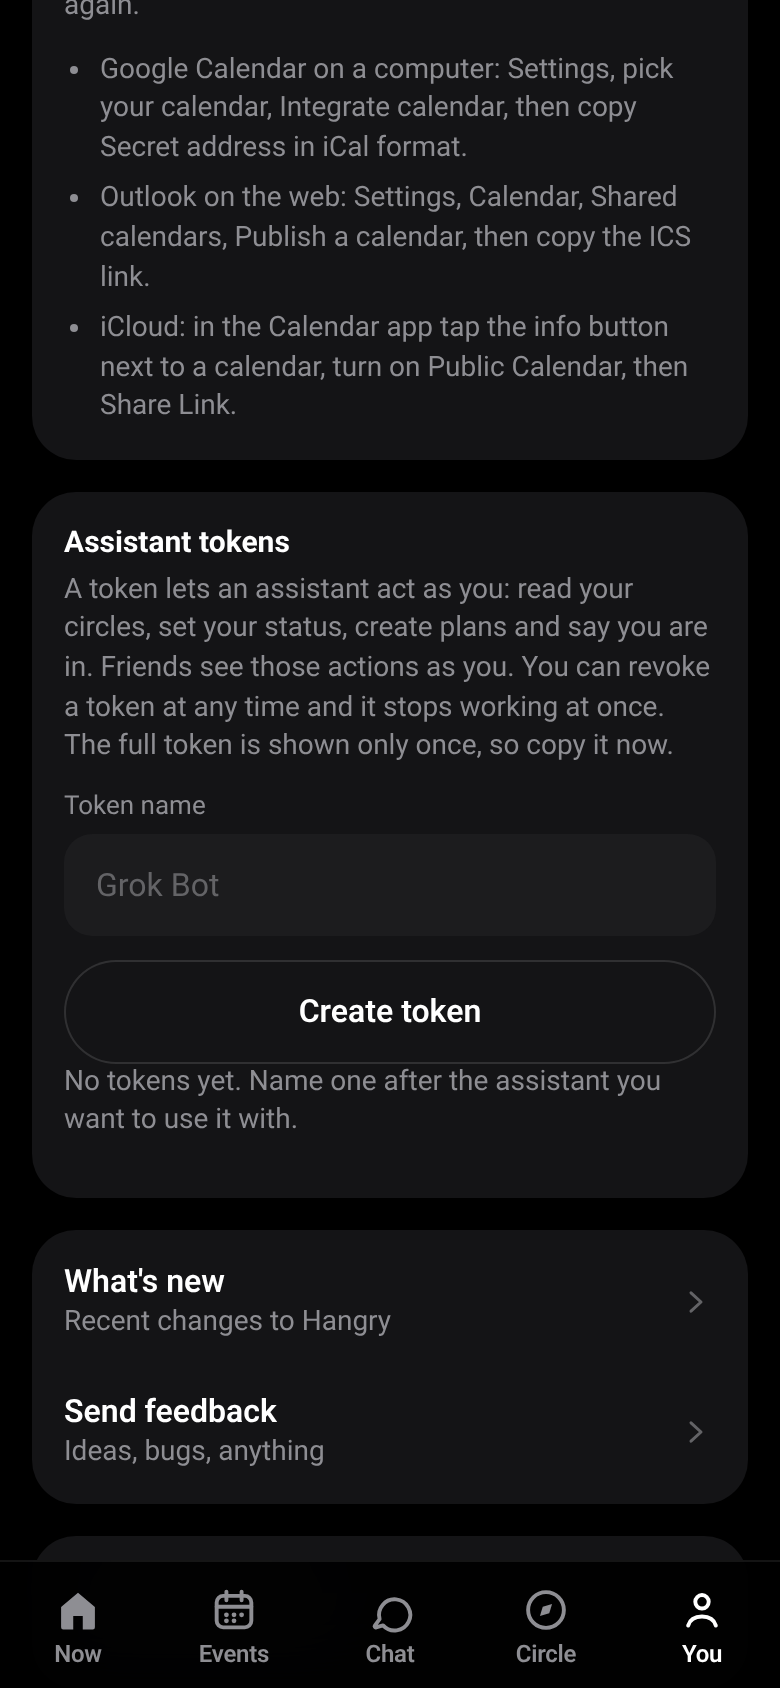 again.
Google Calendar on a computer: Settings, pick
your calendar, Integrate calendar, then copy
Secret address in iCal format.
Outlook on the web: Settings, Calendar, Shared
calendars, Publish a calendar, then copy the ICS
link.
iCloud: in the Calendar app tap the info button
next to a calendar, turn on Public Calendar, then
Share Link.
Assistant tokens
A token lets an assistant act as you: read your
circles, set your status, create plans and say you are
in. Friends see those actions as you. You can revoke
a token at any time and it stops working at once.
The full token is shown only once, so copy it now.
Token name
Grok Bot
Create token
No tokens yet. Name one after the assistant you
want to use it with.
What's new
Recent changes to Hangry
Send feedback
Ideas, bugs, anything
Now
Events
Chat
Circle
You